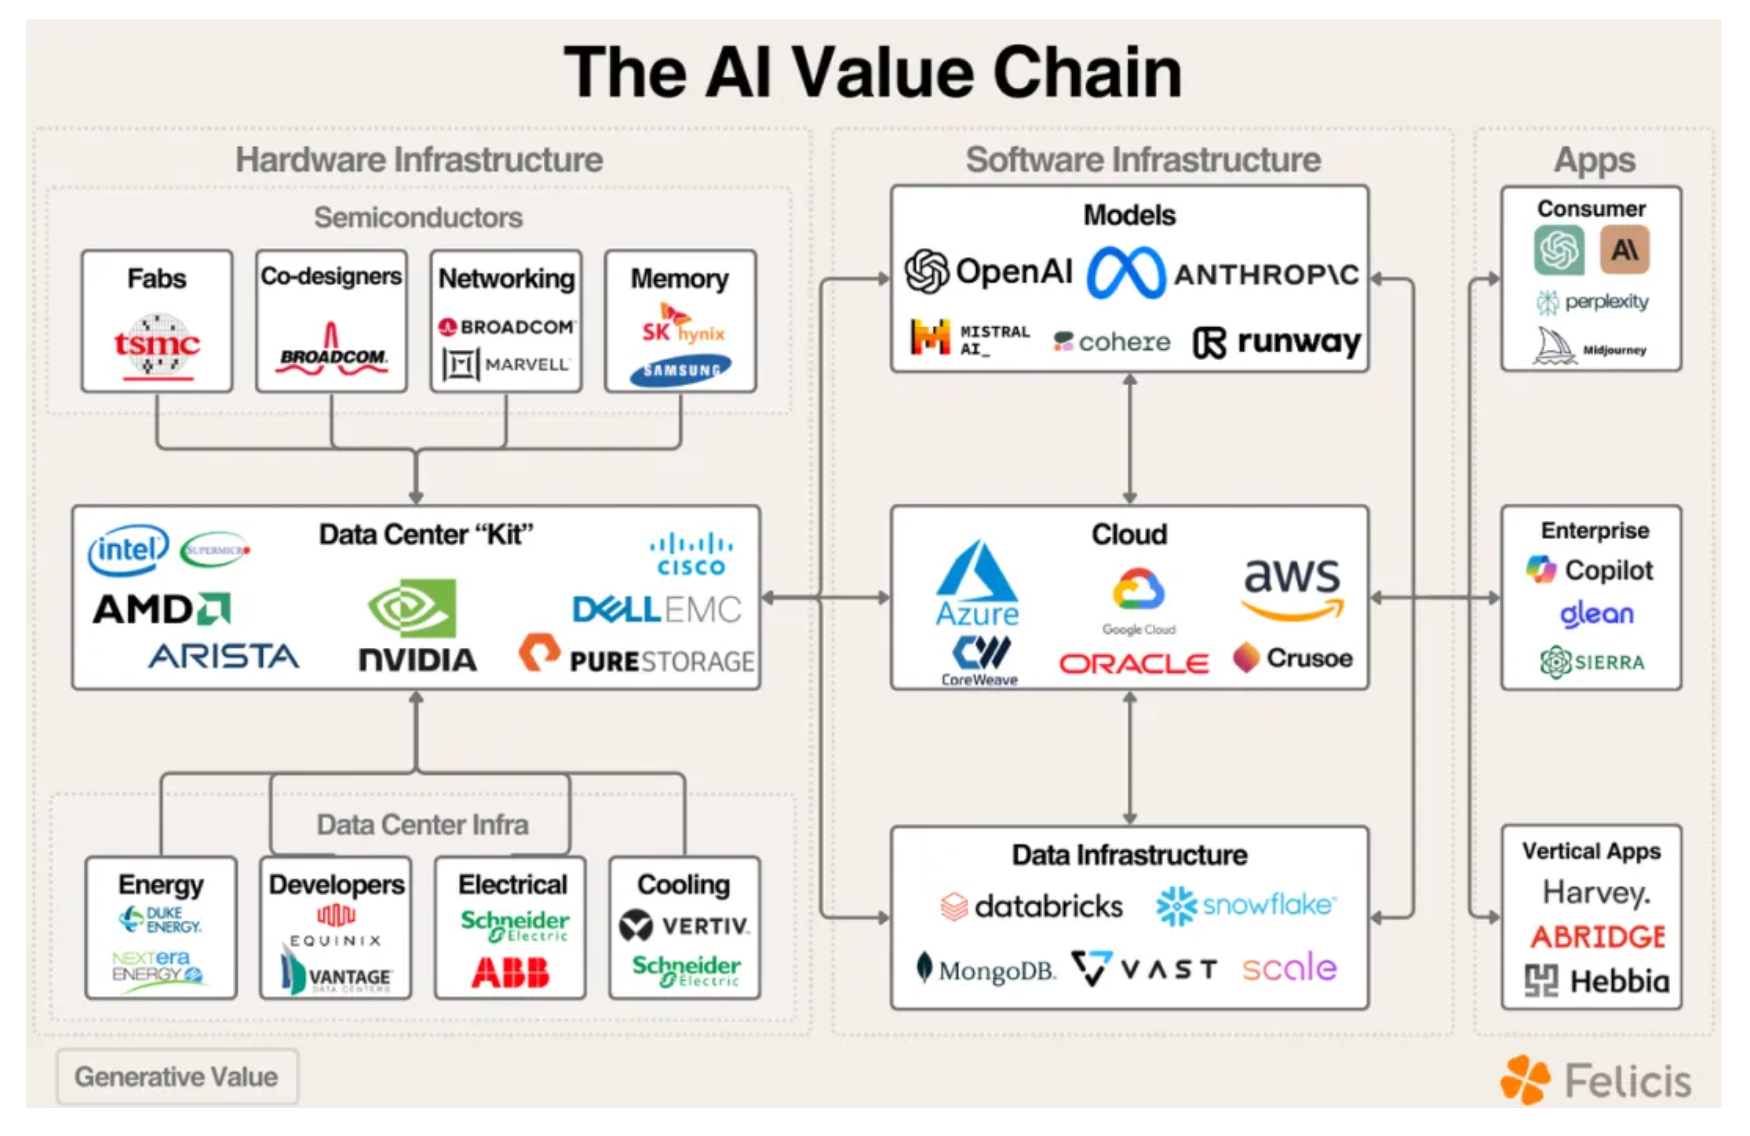 The AI Value Chain
Hardware Infrastructure
Semiconductors
Fabs
tsmc
Co-designers
BROADCOM.
Networking
BROADCOM
MARVELL
Memory
SK hynix
SAMSUNG
Data Center “Kit”
intel
SUPERMICRO
CISCO
AMD
DELLEMC
ARISTA
NVIDIA
PURESTORAGE
Data Center Infra
Energy
DUKE
ENERGY.
NEXTera
ENERGY
Developers
EQUINIX
VANTAGE
DATA CENTERS
Electrical
Schneider
Electric
ABB
Cooling
VERTIV.
Schneider
Electric
Software Infrastructure
Models
OpenAI
ANTHROP\C
MISTRAL
AI_
cohere
runway
Cloud
Azure
Google Cloud
aws
CoreWeave
ORACLE
Crusoe
Data Infrastructure
databricks
snowflake
MongoDB.
VAST
scale
Apps
Consumer
A\
perplexity
Midjourney
Enterprise
Copilot
glean
SIERRA
Vertical Apps
Harvey.
ABRIDGE
Hebbia
Generative Value
Felicis